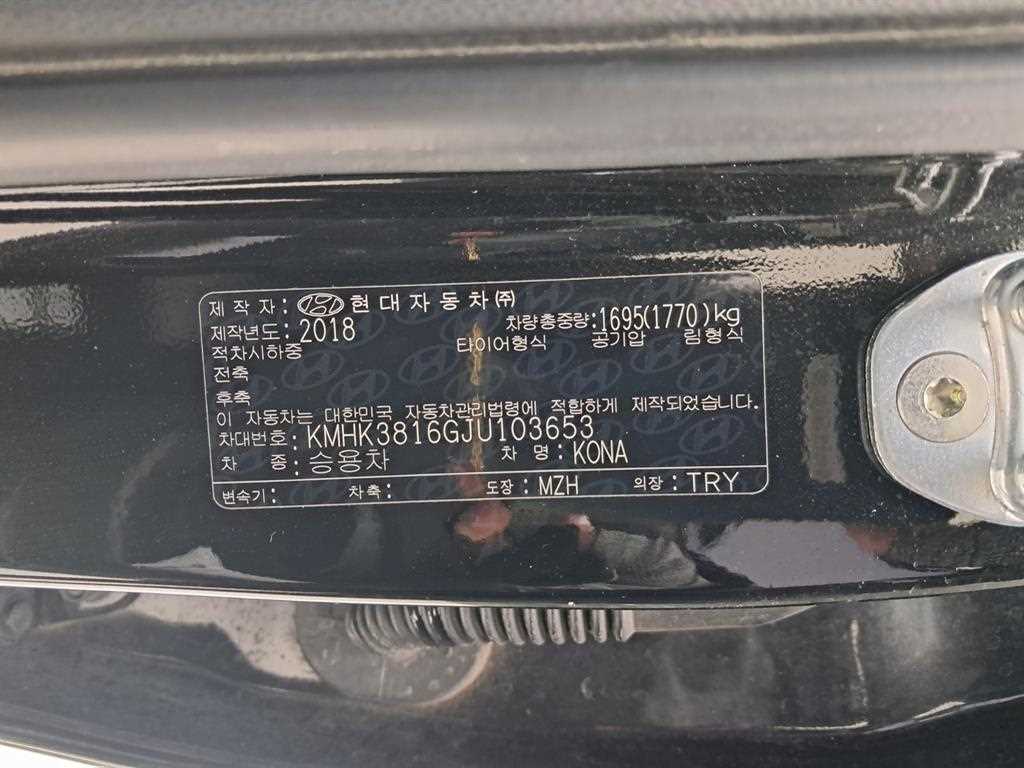 제 작 자 : 현대자동차㈜
제작년도: 2018 차량총중량: 1695(1770)kg
적차시하중 타이어형식 공기압 림형식
전축
후축
이 자동차는 대한민국 자동차관리법령에 적합하게 제작되었습니다.
차대번호: KMHK3816GJU103653
차 종: 승용차 차 명: KONA
변속기: 차축: 도장: MZH 의장: TRY